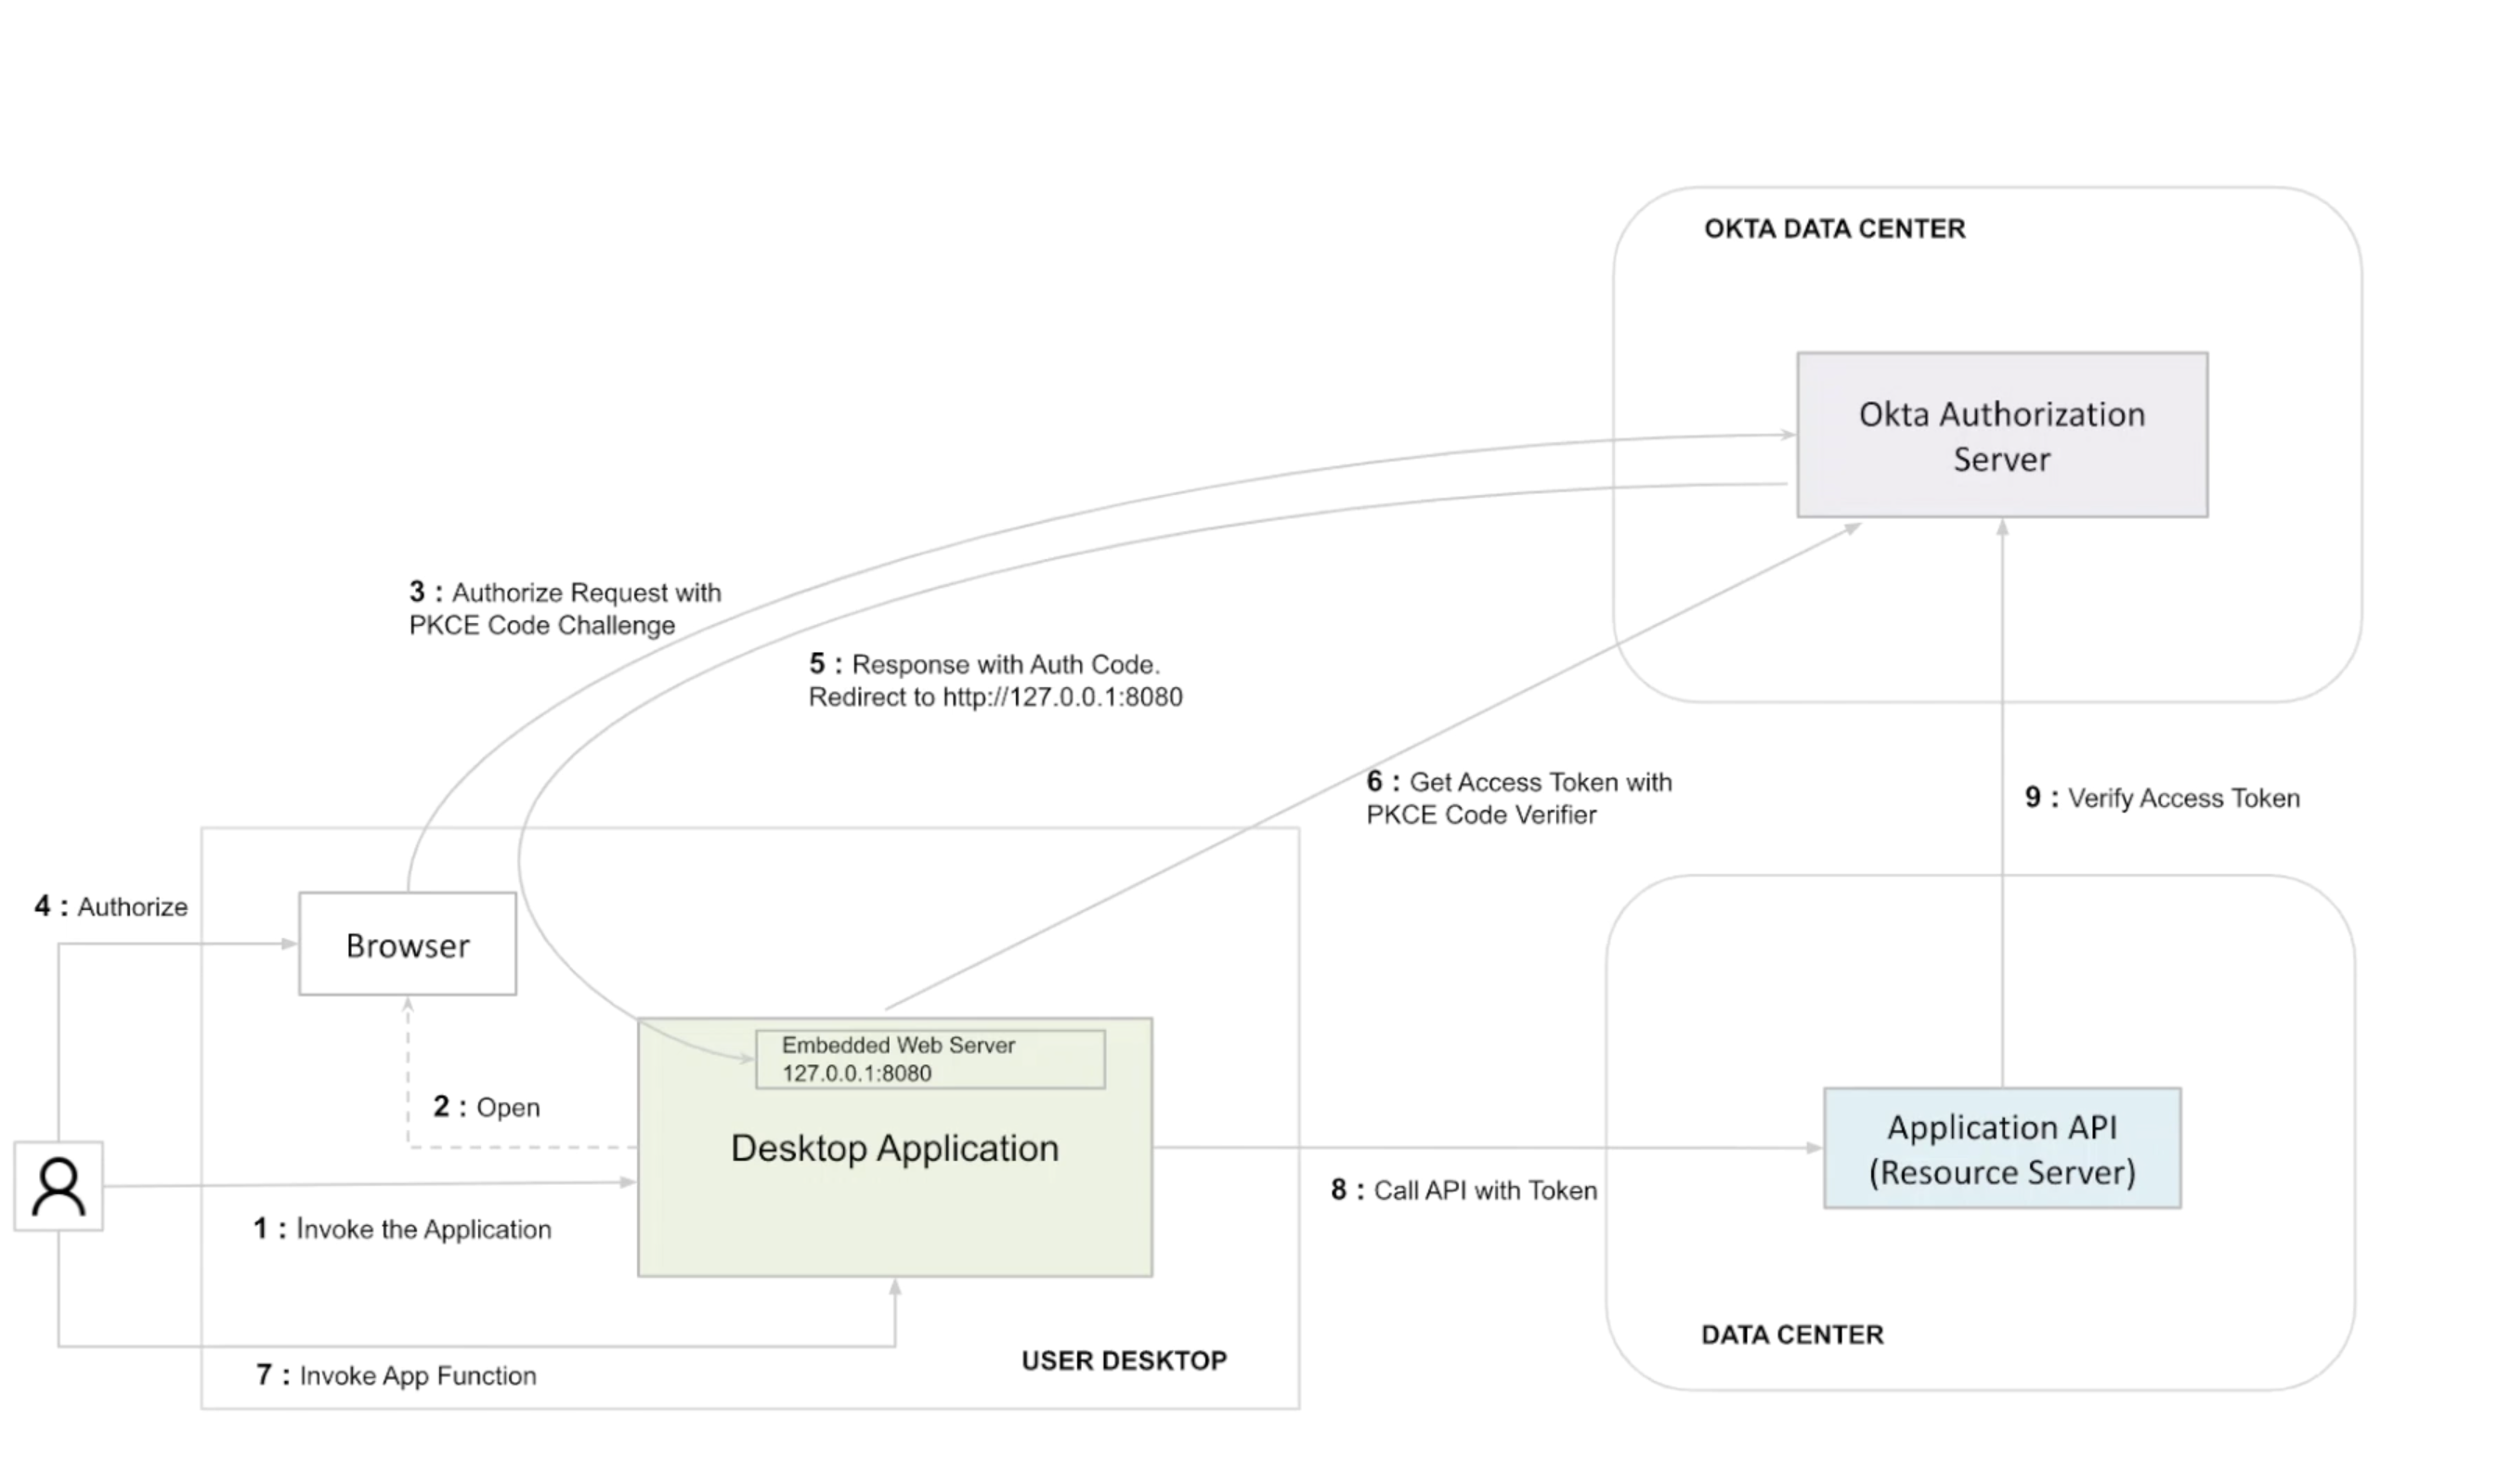 OKTA DATA CENTER
Okta Authorization
Server
3 : Authorize Request with
PKCE Code Challenge
5 : Response with Auth Code.
Redirect to http://127.0.0.1:8080
6 : Get Access Token with
PKCE Code Verifier
9 : Verify Access Token
4 : Authorize
Browser
Embedded Web Server
127.0.0.1:8080
2 : Open
Desktop Application
Application API
(Resource Server)
8 : Call API with Token
1 : Invoke the Application
DATA CENTER
USER DESKTOP
7 : Invoke App Function